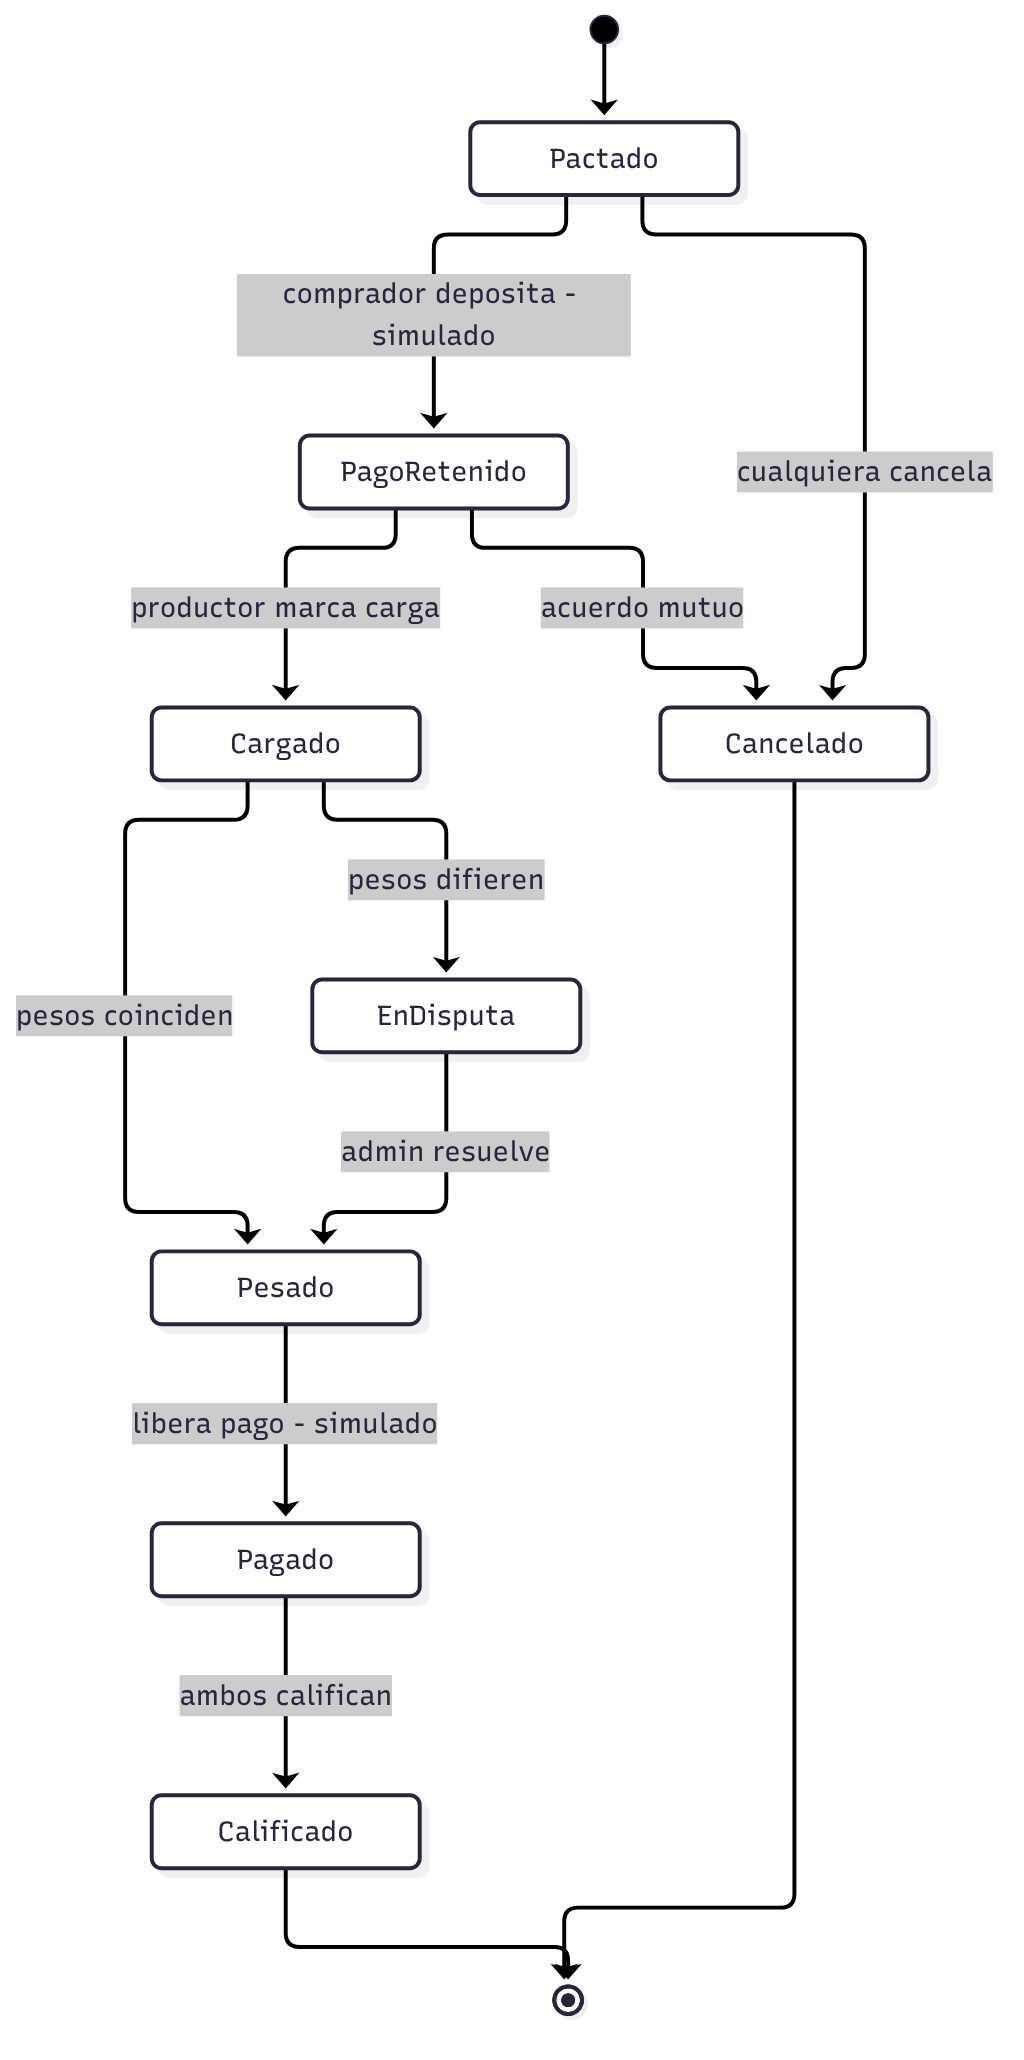 Pactado
comprador deposita -
simulado
PagoRetenido
cualquiera cancela
productor marca carga
acuerdo mutuo
Cargado
Cancelado
pesos difieren
pesos coinciden
EnDisputa
admin resuelve
Pesado
libera pago - simulado
Pagado
ambos califican
Calificado